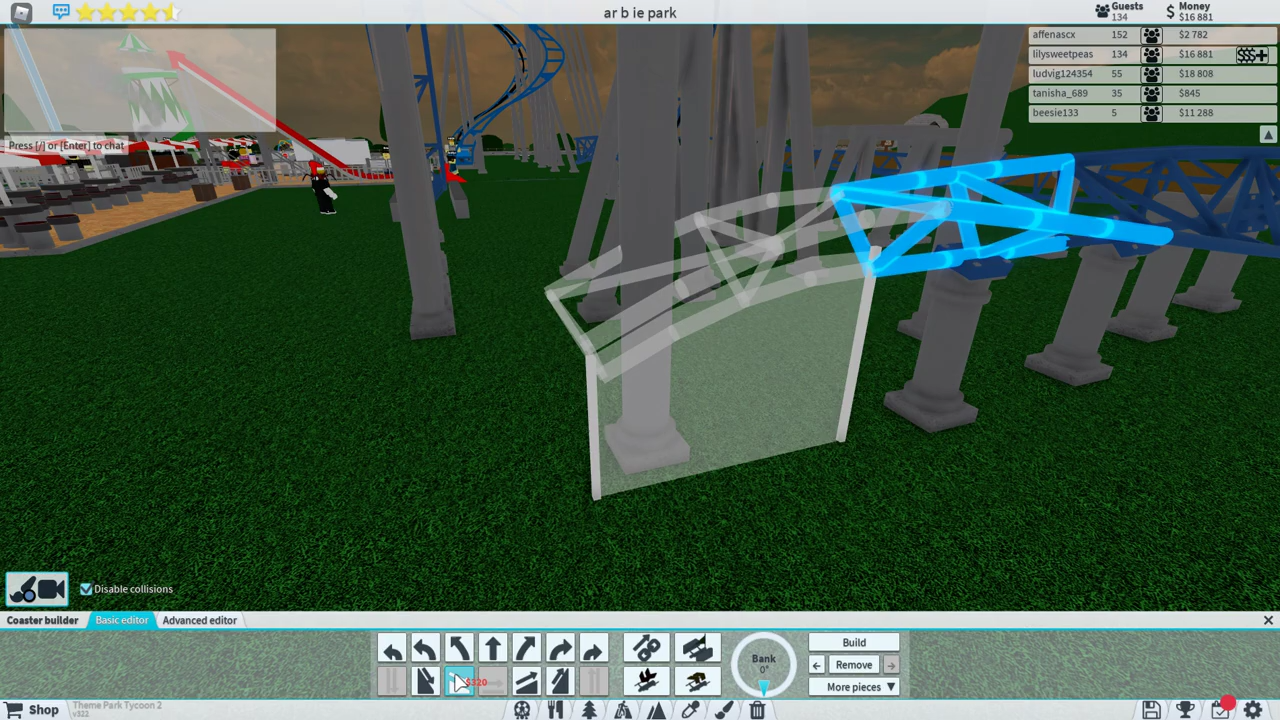 ar b ie park
Guests
134
Money
$16 881
affenascx 152 $2 782
lilysweetpeas 134 $16 881 $$$+
ludvig124354 55 $18 808
tanisha_689 35 $845
beesie133 5 $11 288
Press [/] or [Enter] to chat
Disable collisions
Coaster builder Basic editor Advanced editor
$320
Bank
0°
Build
Remove
More pieces
Shop
Theme Park Tycoon 2
v322